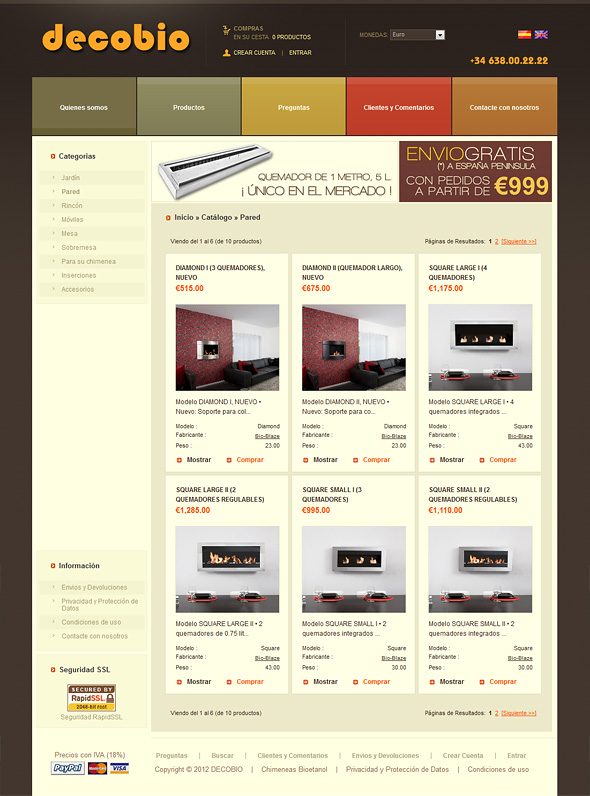 decobio
COMPRAS
EN SU CESTA: 0 PRODUCTOS
CREAR CUENTA | ENTRAR
MONEDAS: Euro
+34 638.00.22.22
Quienes somos
Productos
Preguntas
Clientes y Comentarios
Contacte con nosotros
Categorias
Jardín
Pared
Rincón
Móviles
Mesa
Sobremesa
Para su chimenea
Inserciones
Accesorios
QUEMADOR DE 1 METRO, 5 L.
¡ ÚNICO EN EL MERCADO !
ENVIOGRATIS
(*) A ESPAÑA PENINSULA
CON PEDIDOS
A PARTIR DE €999
Inicio » Catálogo » Pared
Viendo del 1 al 6 (de 10 productos)
Páginas de Resultados: 1 2 [Siguiente >>]
DIAMOND I (3 QUEMADORES),
NUEVO
€515.00
Modelo DIAMOND I, NUEVO •
Nuevo: Soporte para col...
Modelo : Diamond
Fabricante : Bio-Blaze
Peso : 23.00
Mostrar Comprar
DIAMOND II (QUEMADOR LARGO),
NUEVO
€675.00
Modelo DIAMOND II, NUEVO •
Nuevo: Soporte para co...
Modelo : Diamond
Fabricante : Bio-Blaze
Peso : 23.00
Mostrar Comprar
SQUARE LARGE I (4
QUEMADORES)
€1,175.00
Modelo SQUARE LARGE I • 4
quemadores integrados ...
Modelo : Square
Fabricante : Bio-Blaze
Peso : 43.00
Mostrar Comprar
SQUARE LARGE II (2
QUEMADORES REGULABLES)
€1,285.00
Modelo SQUARE LARGE II • 2
quemadores de 0.75 lit...
Modelo : Square
Fabricante : Bio-Blaze
Peso : 43.00
Mostrar Comprar
SQUARE SMALL I (3
QUEMADORES)
€995.00
Modelo SQUARE SMALL I • 2
quemadores integrados ...
Modelo : Square
Fabricante : Bio-Blaze
Peso : 30.00
Mostrar Comprar
SQUARE SMALL II (2
QUEMADORES REGULABLES)
€1,110.00
Modelo SQUARE SMALL II • 2
quemadores integrados ...
Modelo : Square
Fabricante : Bio-Blaze
Peso : 30.00
Mostrar Comprar
Viendo del 1 al 6 (de 10 productos)
Páginas de Resultados: 1 2 [Siguiente >>]
Información
Envios y Devoluciones
Privacidad y Protección de
Datos
Condiciones de uso
Contacte con nosotros
Seguridad SSL
SECURED BY
RapidSSL
2048-bit root
Seguridad RapidSSL
Precios con IVA (18%)
PayPal MasterCard VISA
Preguntas | Buscar | Clientes y Comentarios | Envios y Devoluciones | Crear Cuenta | Entrar
Copyright © 2012 DECOBIO | Chimeneas Bioetanol | Privacidad y Protección de Datos | Condiciones de uso